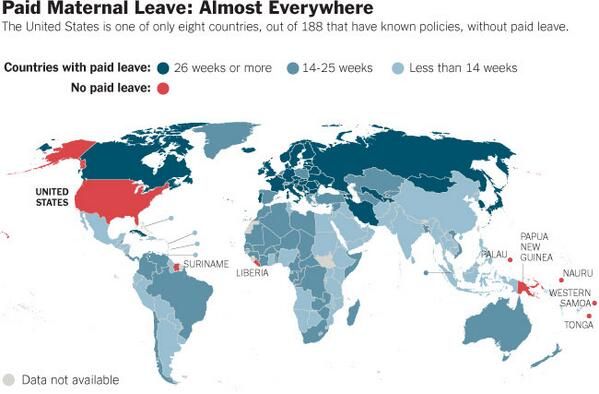 Paid Maternal Leave: Almost Everywhere
The United States is one of only eight countries, out of 188 that have known policies, without paid leave.
Countries with paid leave: 26 weeks or more 14-25 weeks Less than 14 weeks
No paid leave:
UNITED
STATES
SURINAME
LIBERIA
PALAU
PAPUA
NEW
GUINEA
NAURU
WESTERN
SAMOA
TONGA
Data not available